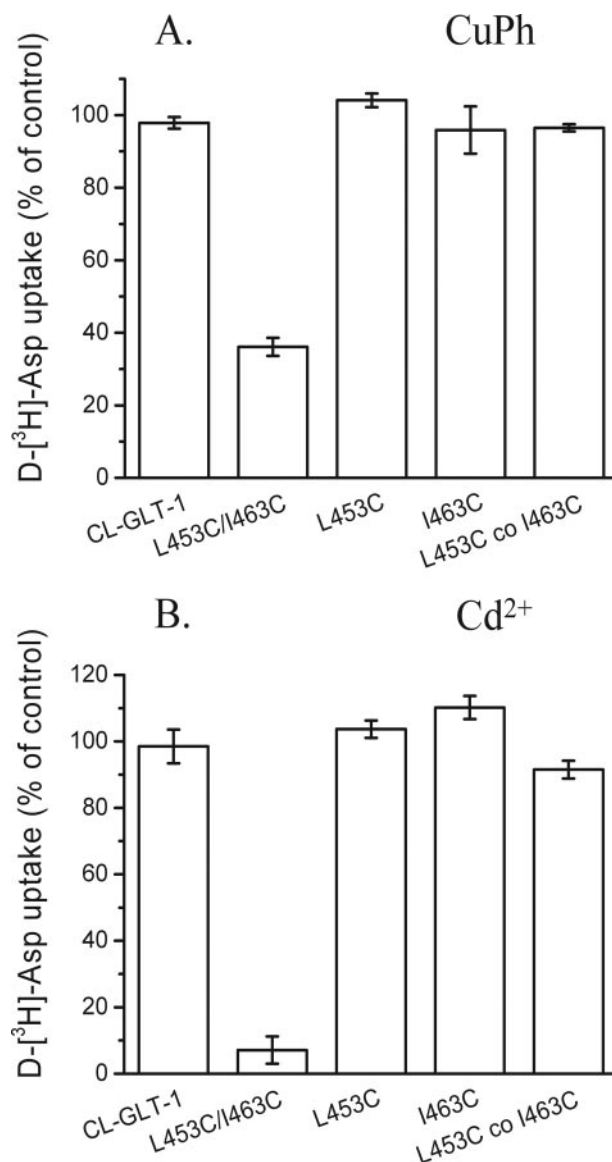 A. CuPh
D-[³H]-Asp uptake (% of control)
100
80
60
40
20
0
CL-GLT-1
L453C/I463C
L453C
I463C
L453C co I463C
B. Cd²⁺
D-[³H]-Asp uptake (% of control)
120
100
80
60
40
20
0
CL-GLT-1
L453C/I463C
L453C
I463C
L453C co I463C